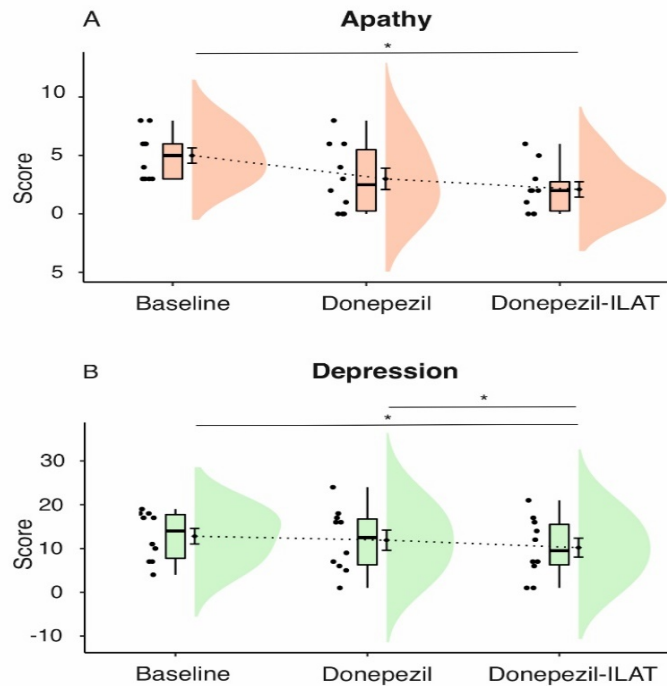 A
Apathy
*
10
5
0
5
Score
Baseline
Donepezil
Donepezil-ILAT
B
Depression
*
*
30
20
10
0
-10
Score
Baseline
Donepezil
Donepezil-ILAT